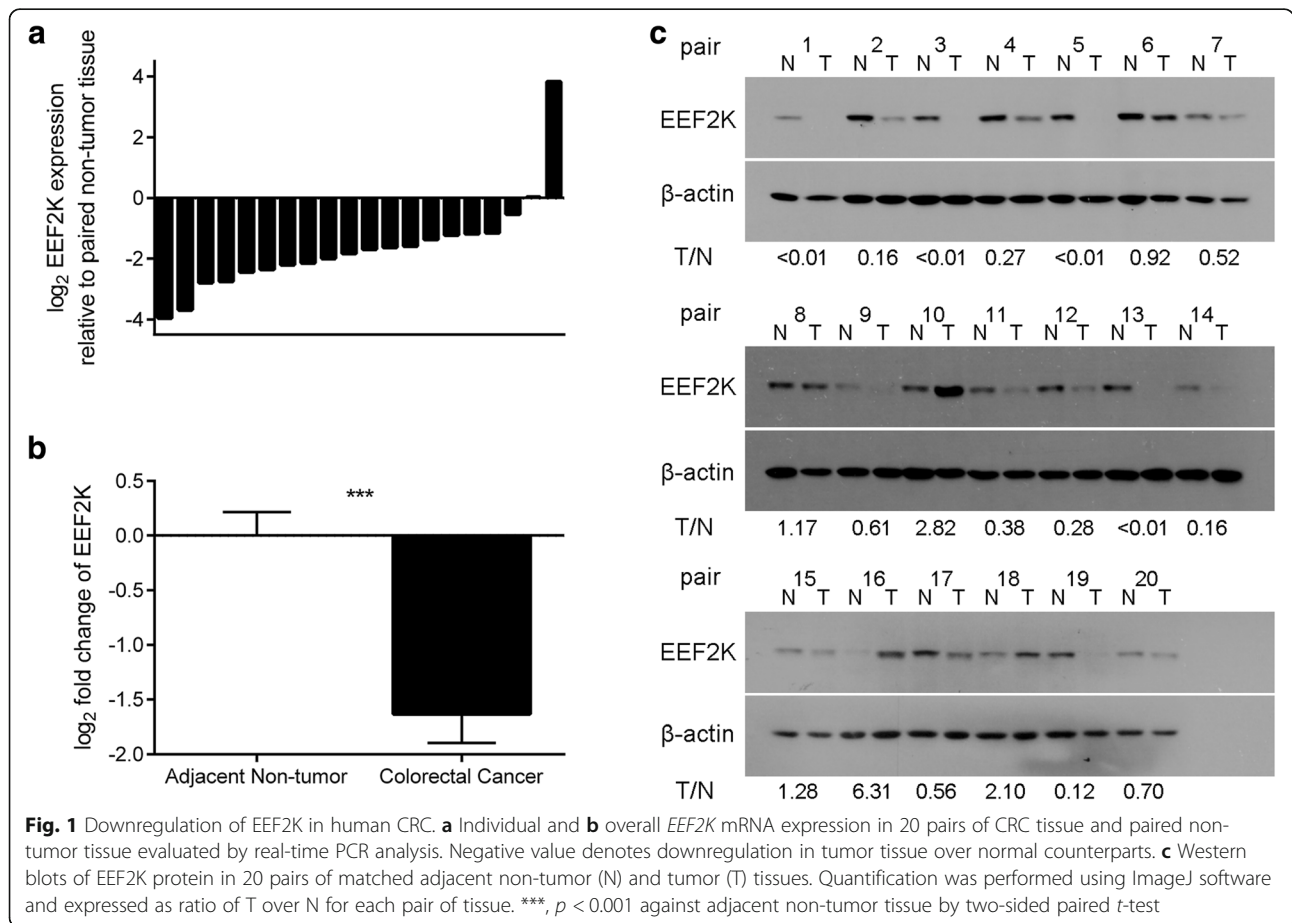 a
log₂ EEF2K expression
relative to paired non-tumor tissue
4
2
0
-2
-4
b
log₂ fold change of EEF2K
0.5
0.0
-0.5
-1.0
-1.5
-2.0
***
Adjacent Non-tumor Colorectal Cancer
c
pair 1 2 3 4 5 6 7
N T N T N T N T N T N T N T
EEF2K
β-actin
T/N <0.01 0.16 <0.01 0.27 <0.01 0.92 0.52
pair 8 9 10 11 12 13 14
N T N T N T N T N T N T N T
EEF2K
β-actin
T/N 1.17 0.61 2.82 0.38 0.28 <0.01 0.16
pair 15 16 17 18 19 20
N T N T N T N T N T N T
EEF2K
β-actin
T/N 1.28 6.31 0.56 2.10 0.12 0.70
Fig. 1 Downregulation of EEF2K in human CRC. a Individual and b overall EEF2K mRNA expression in 20 pairs of CRC tissue and paired non-
tumor tissue evaluated by real-time PCR analysis. Negative value denotes downregulation in tumor tissue over normal counterparts. c Western
blots of EEF2K protein in 20 pairs of matched adjacent non-tumor (N) and tumor (T) tissues. Quantification was performed using ImageJ software
and expressed as ratio of T over N for each pair of tissue. ***, p < 0.001 against adjacent non-tumor tissue by two-sided paired t-test